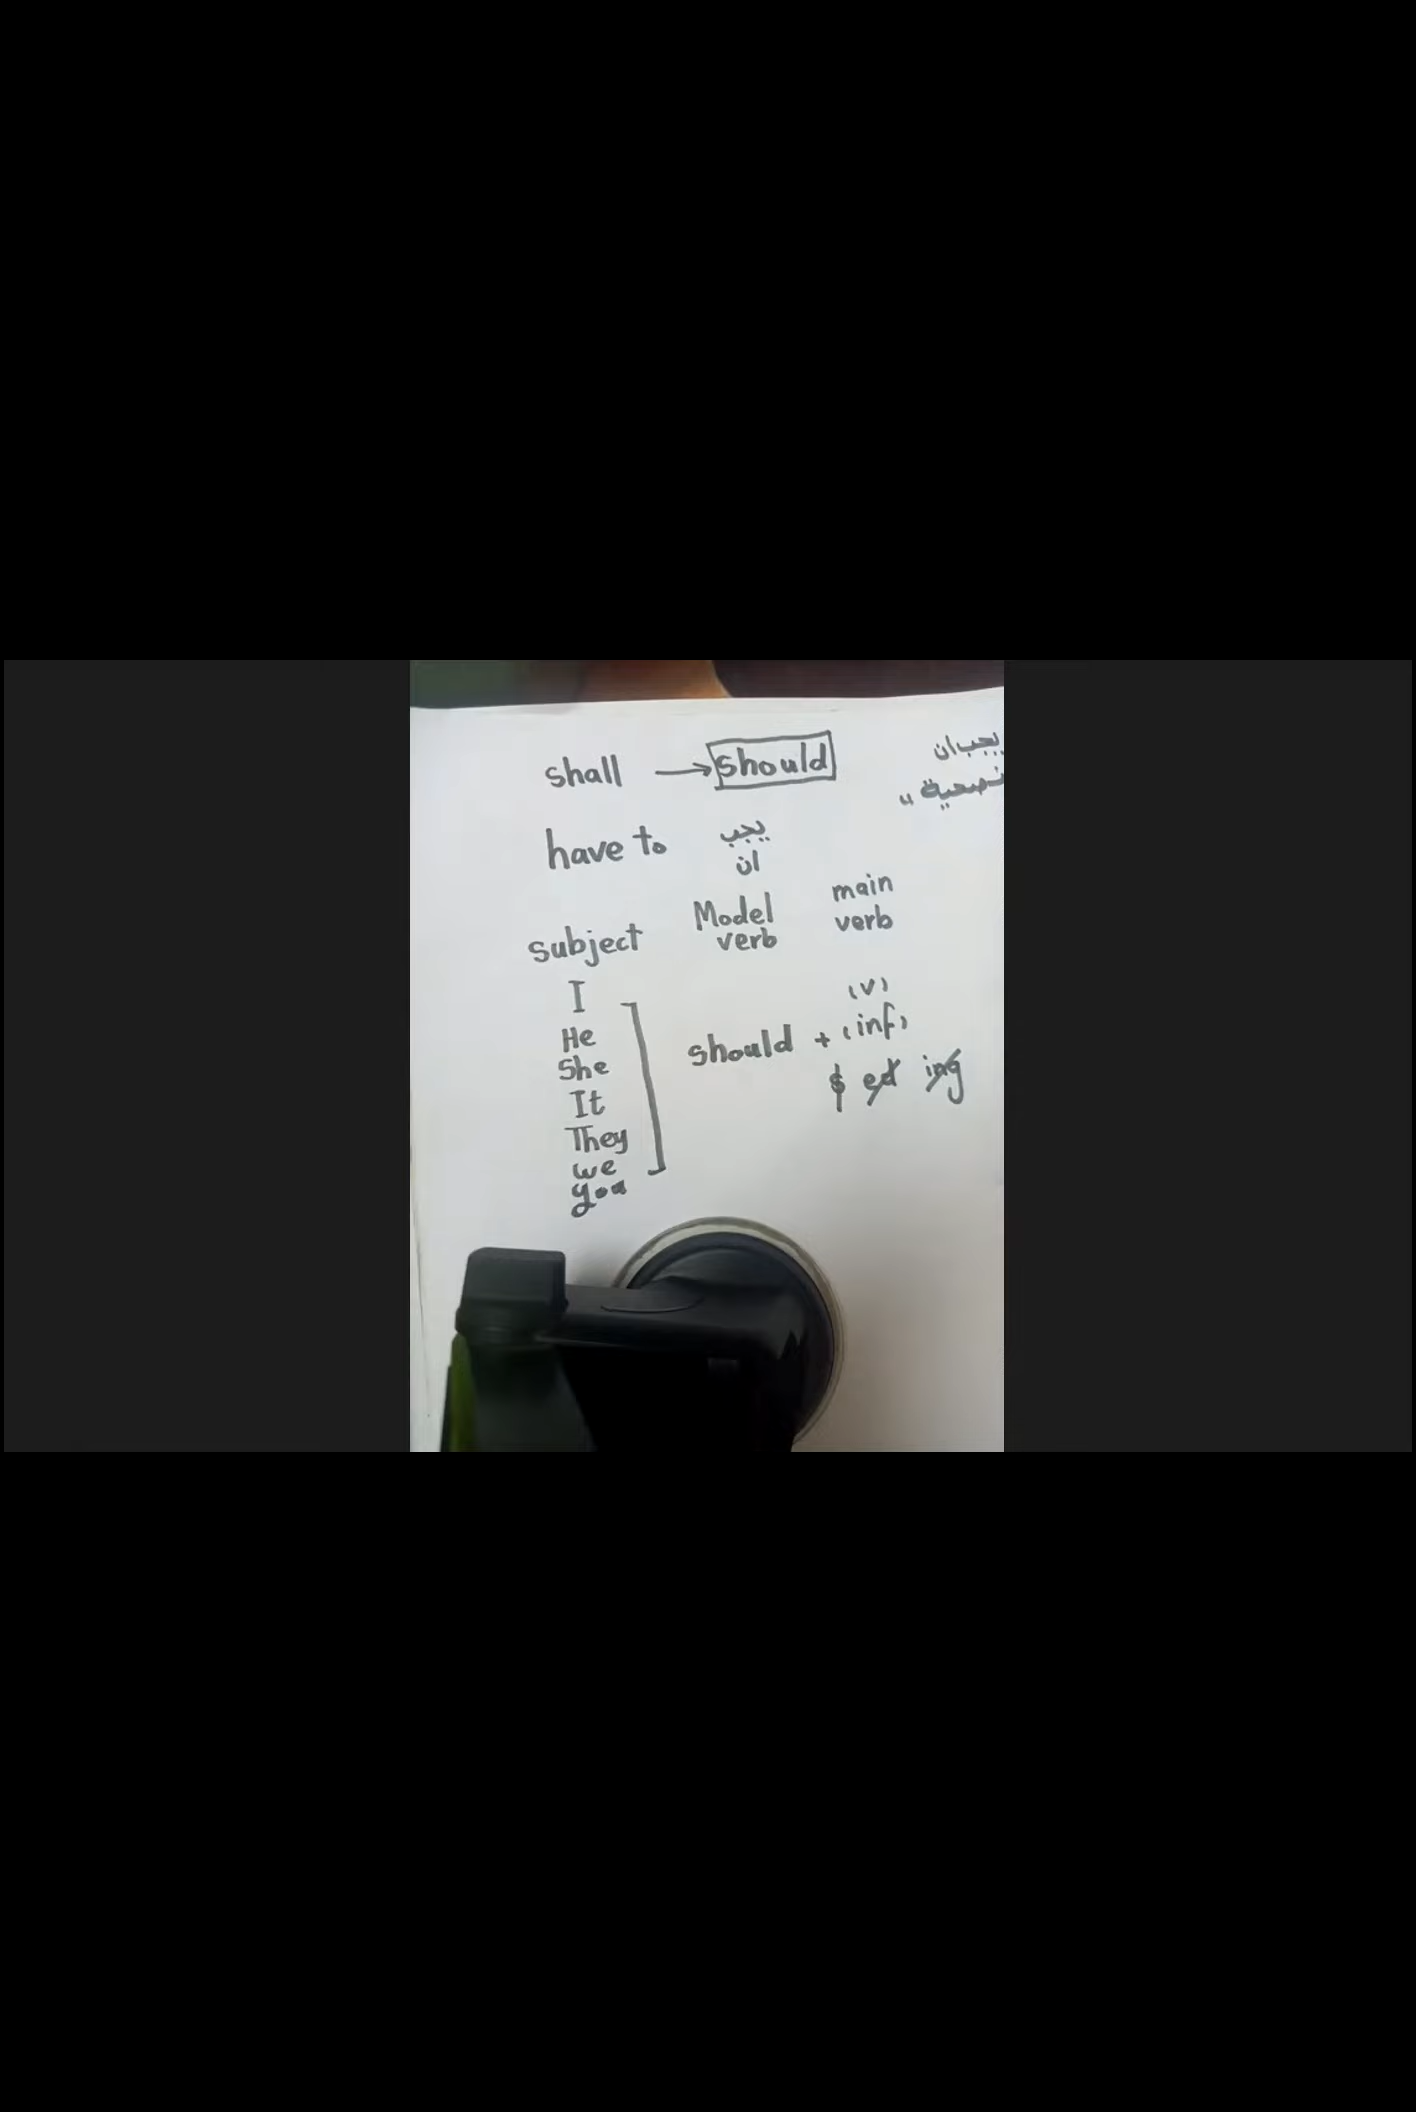 shall → should
يجب ان
"نصحية"
have to
يجب
ان
subject
Model
verb
main
verb
I
He
She
It
They
we
you
(v)
should + (inf)
s ed ing